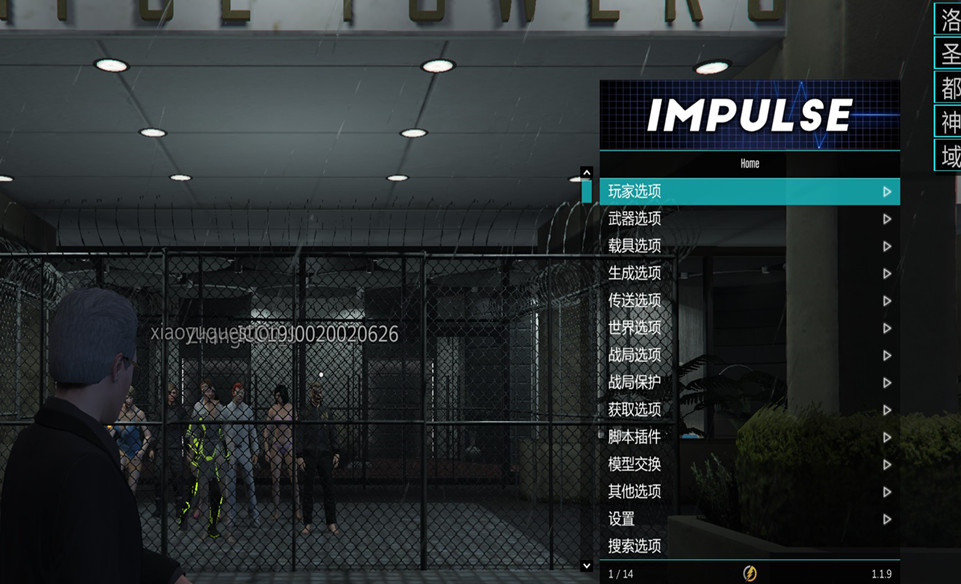 IMPULSE
Home
玩家选项
武器选项
载具选项
生成选项
传送选项
世界选项
战局选项
战局保护
获取选项
脚本插件
模型交换
其他选项
设置
搜索选项
1 / 14
1.1.9
洛
圣
都
神
域
TOWERS